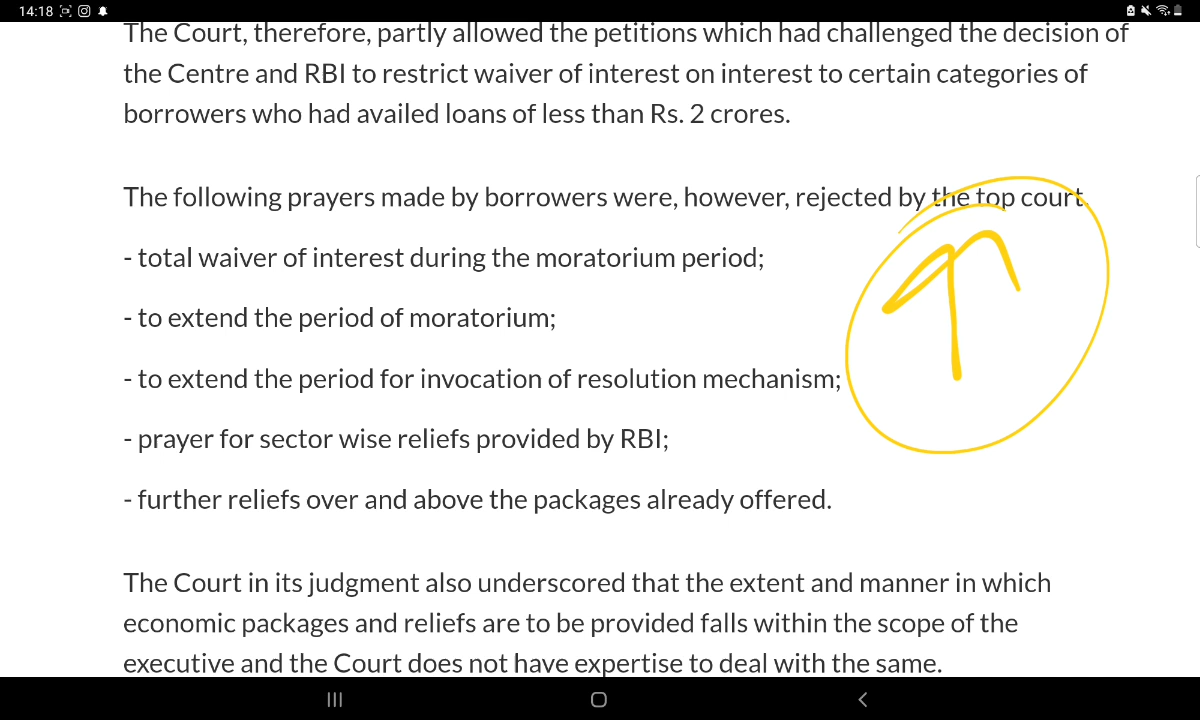 14:18
The Court, therefore, partly allowed the petitions which had challenged the decision of
the Centre and RBI to restrict waiver of interest on interest to certain categories of
borrowers who had availed loans of less than Rs. 2 crores.
The following prayers made by borrowers were, however, rejected by the top court.
- total waiver of interest during the moratorium period;
- to extend the period of moratorium;
- to extend the period for invocation of resolution mechanism;
- prayer for sector wise reliefs provided by RBI;
- further reliefs over and above the packages already offered.
The Court in its judgment also underscored that the extent and manner in which
economic packages and reliefs are to be provided falls within the scope of the
executive and the Court does not have expertise to deal with the same.